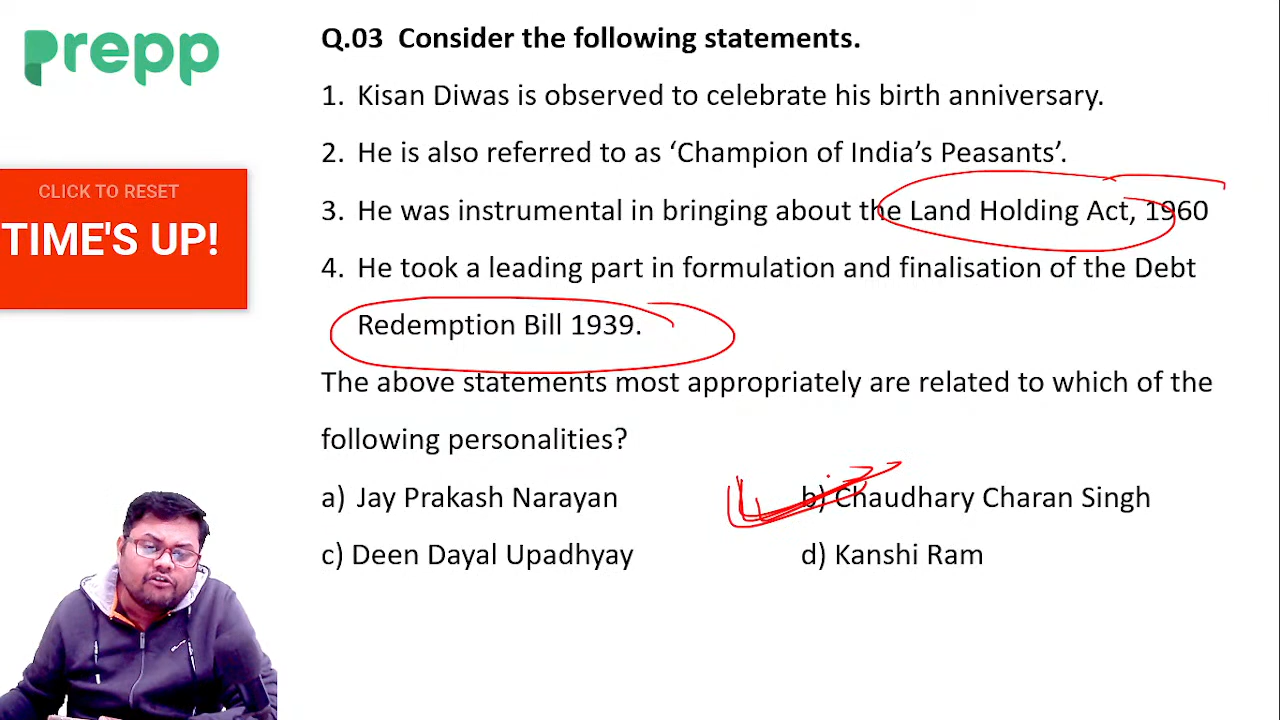 prepp
CLICK TO RESET
TIME'S UP!
Q.03 Consider the following statements.
1. Kisan Diwas is observed to celebrate his birth anniversary.
2. He is also referred to as ‘Champion of India’s Peasants’.
3. He was instrumental in bringing about the Land Holding Act, 1960
4. He took a leading part in formulation and finalisation of the Debt
Redemption Bill 1939.
The above statements most appropriately are related to which of the
following personalities?
a) Jay Prakash Narayan
b) Chaudhary Charan Singh
c) Deen Dayal Upadhyay
d) Kanshi Ram